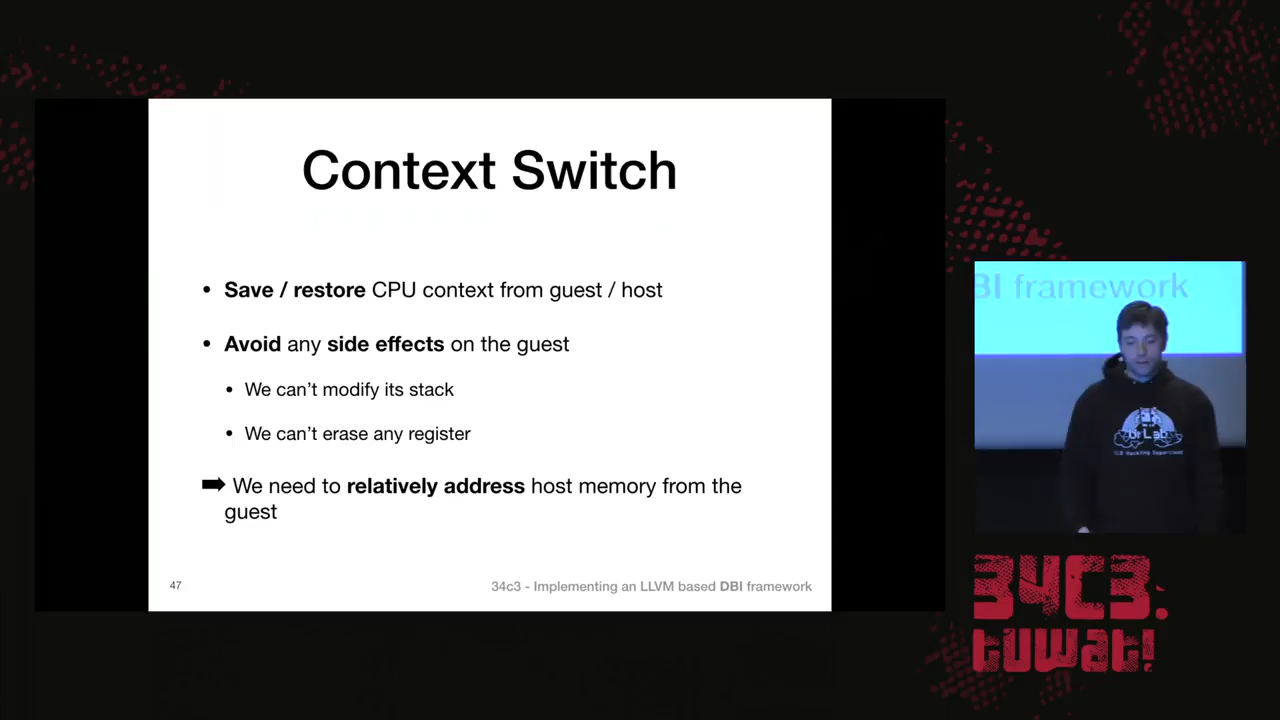 Context Switch
• Save / restore CPU context from guest / host
• Avoid any side effects on the guest
• We can’t modify its stack
• We can’t erase any register
➡ We need to relatively address host memory from the
guest
47
34c3 - Implementing an LLVM based DBI framework
BI framework
34C3.
tuwat!